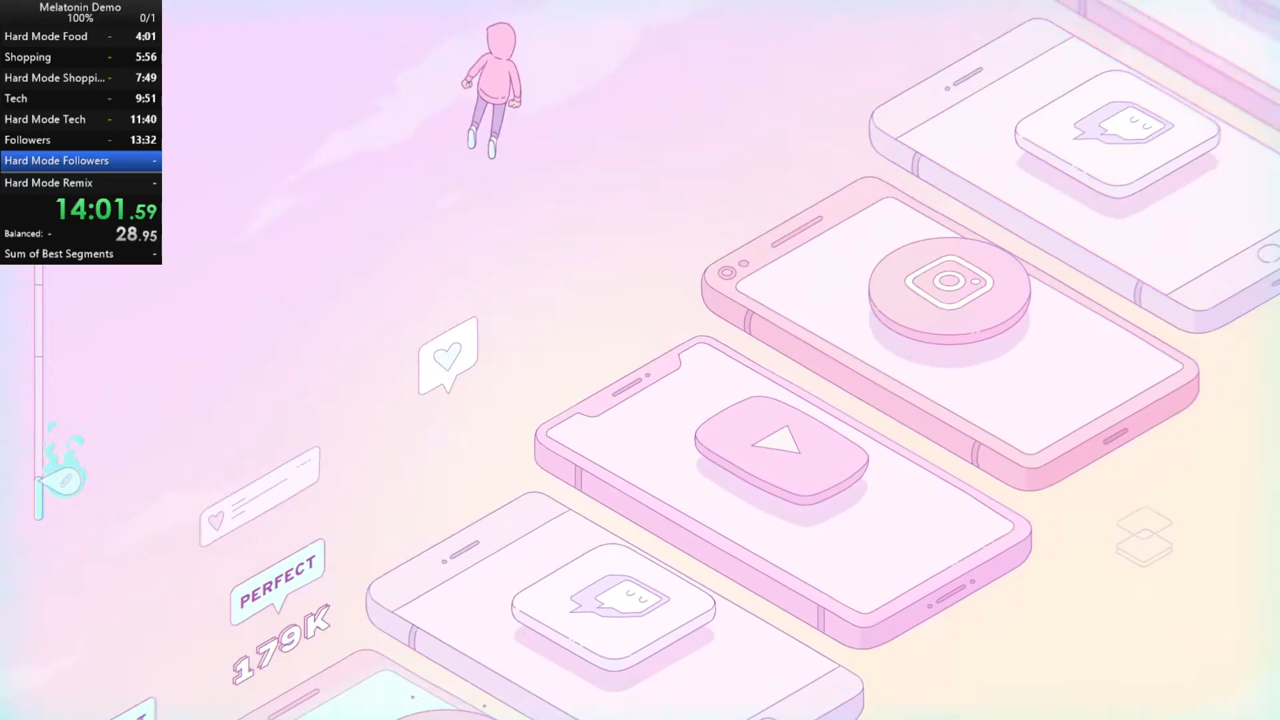 Melatonin Demo
100% 0/1
Hard Mode Food - 4:01
Shopping - 5:56
Hard Mode Shoppi... - 7:49
Tech - 9:51
Hard Mode Tech - 11:40
Followers - 13:32
Hard Mode Followers -
Hard Mode Remix -
14:01.59
Balanced: - 28.95
Sum of Best Segments -
PERFECT
179K